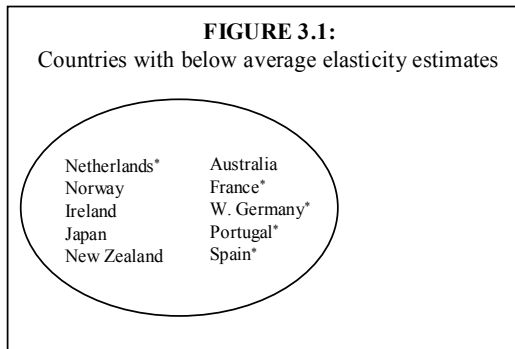 FIGURE 3.1:
Countries with below average elasticity estimates
Netherlands* Australia
Norway France*
Ireland W. Germany*
Japan Portugal*
New Zealand Spain*